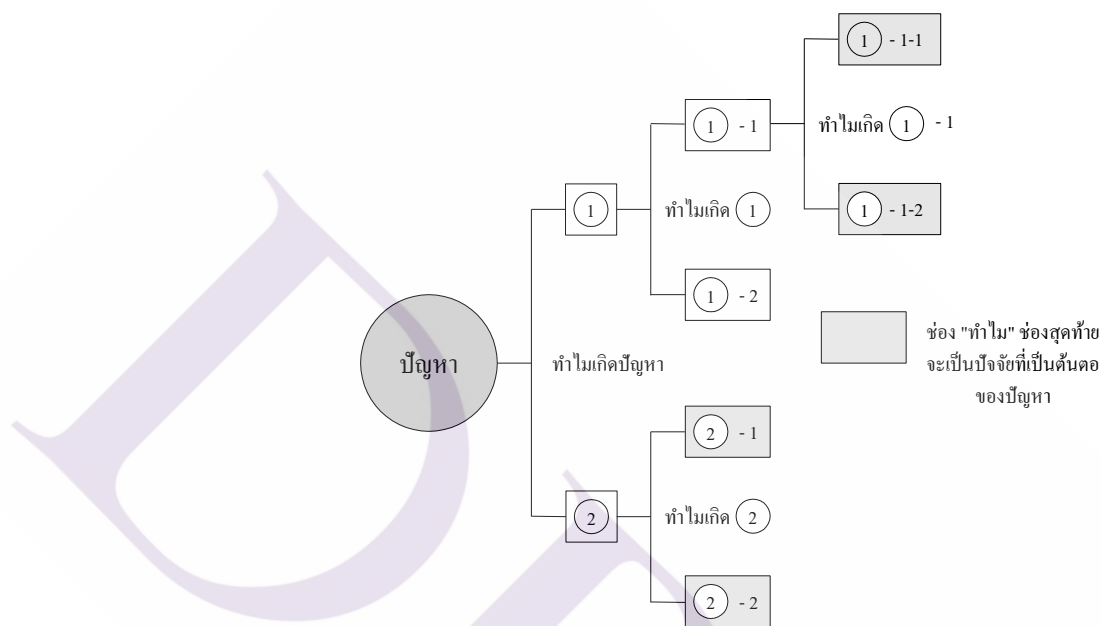 1 - 1-1
1 - 1
ทำไมเกิด 1 - 1
1
ทำไมเกิด 1
1 - 1-2
1 - 2
ปัญหา
ทำไมเกิดปัญหา
ช่อง "ทำไม" ช่องสุดท้าย
จะเป็นปัจจัยที่เป็นต้นตอ
ของปัญหา
2 - 1
2
ทำไมเกิด 2
2 - 2